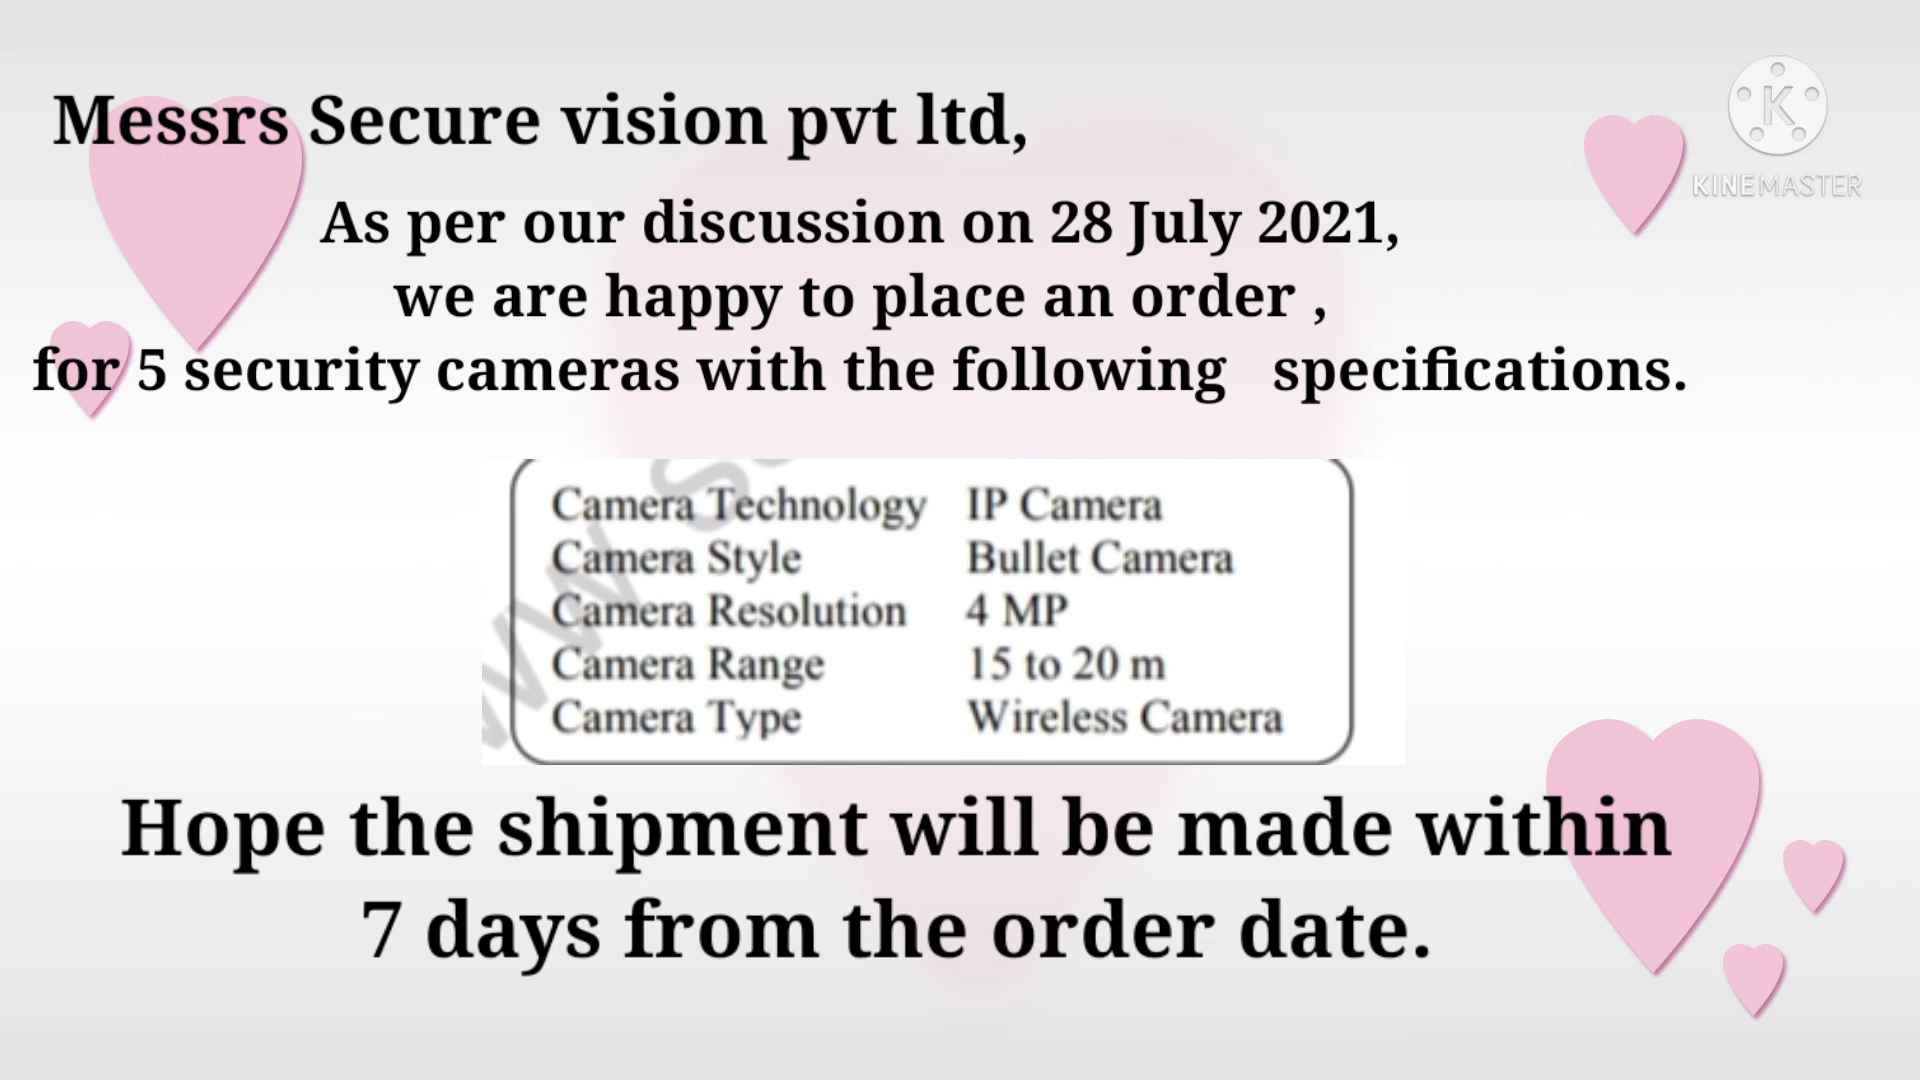 Messrs Secure vision pvt ltd,
K
KINEMASTER
As per our discussion on 28 July 2021,
we are happy to place an order ,
for 5 security cameras with the following specifications.
Camera Technology IP Camera
Camera Style Bullet Camera
Camera Resolution 4 MP
Camera Range 15 to 20 m
Camera Type Wireless Camera
Hope the shipment will be made within
7 days from the order date.